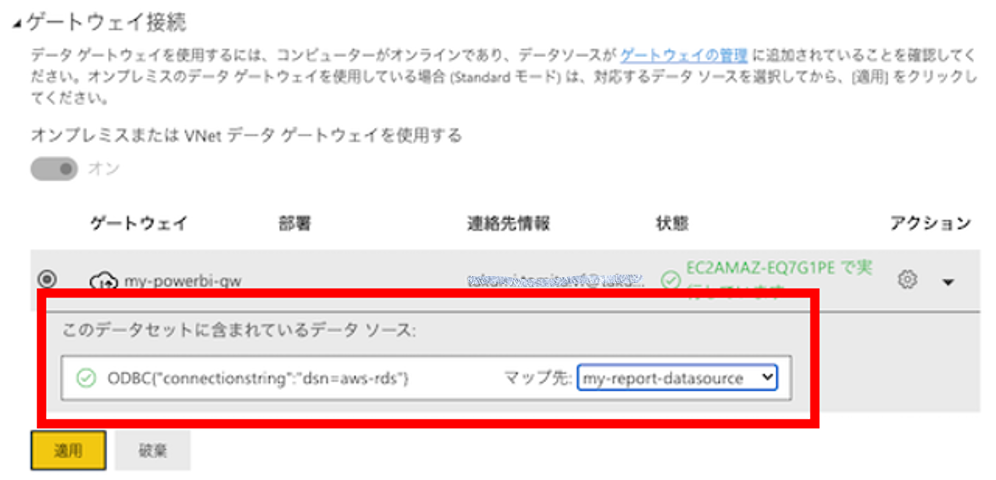 ゲートウェイ接続
データ ゲートウェイを使用するには、コンピューターがオンラインであり、データソースが ゲートウェイの管理 に追加されていることを確認してく
ださい。オンプレミスのデータ ゲートウェイを使用している場合 (Standard モード) は、対応するデータ ソースを選択してから、[適用] をクリックし
てください。
オンプレミスまたは VNet データ ゲートウェイを使用する
オン
ゲートウェイ 部署 連絡先情報 状態 アクション
my-powerbi-gw EC2AMAZ-EQ7G1PE で実
行しています
このデータセットに含まれているデータ ソース:
ODBC{"connectionstring":"dsn=aws-rds"} マップ先: my-report-datasource
適用 破棄